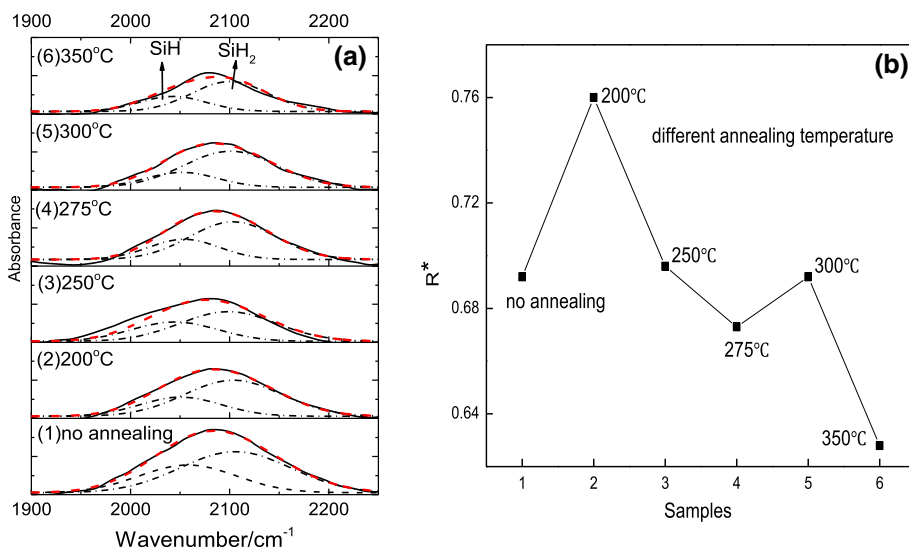 1900 2000 2100 2200
(6)350°C
SiH
SiH2
(a)
(5)300°C
(4)275°C
(3)250°C
(2)200°C
(1)no annealing
Absorbance
1900 2000 2100 2200
Wavenumber/cm-1
(b)
0.76
0.72
0.68
0.64
R*
200℃
different annealing temperature
250℃
300℃
no annealing
275℃
350℃
1 2 3 4 5 6
Samples